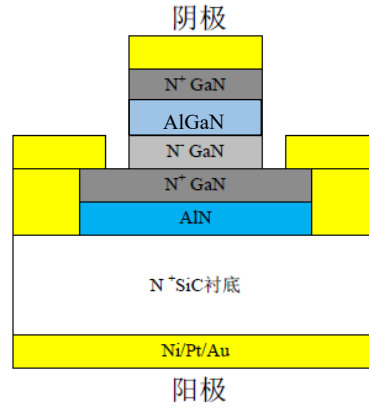 阴极
N⁺ GaN
AlGaN
N⁻ GaN
N⁺ GaN
AlN
N⁺SiC衬底
Ni/Pt/Au
阳极